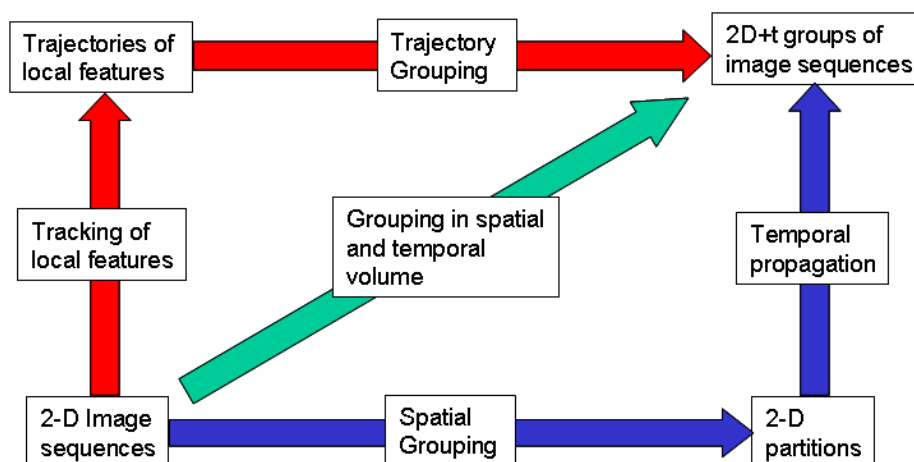 Trajectories of
local features
Trajectory
Grouping
2D+t groups of
image sequences
Tracking of
local features
Grouping in spatial
and temporal
volume
Temporal
propagation
2-D Image
sequences
Spatial
Grouping
2-D
partitions